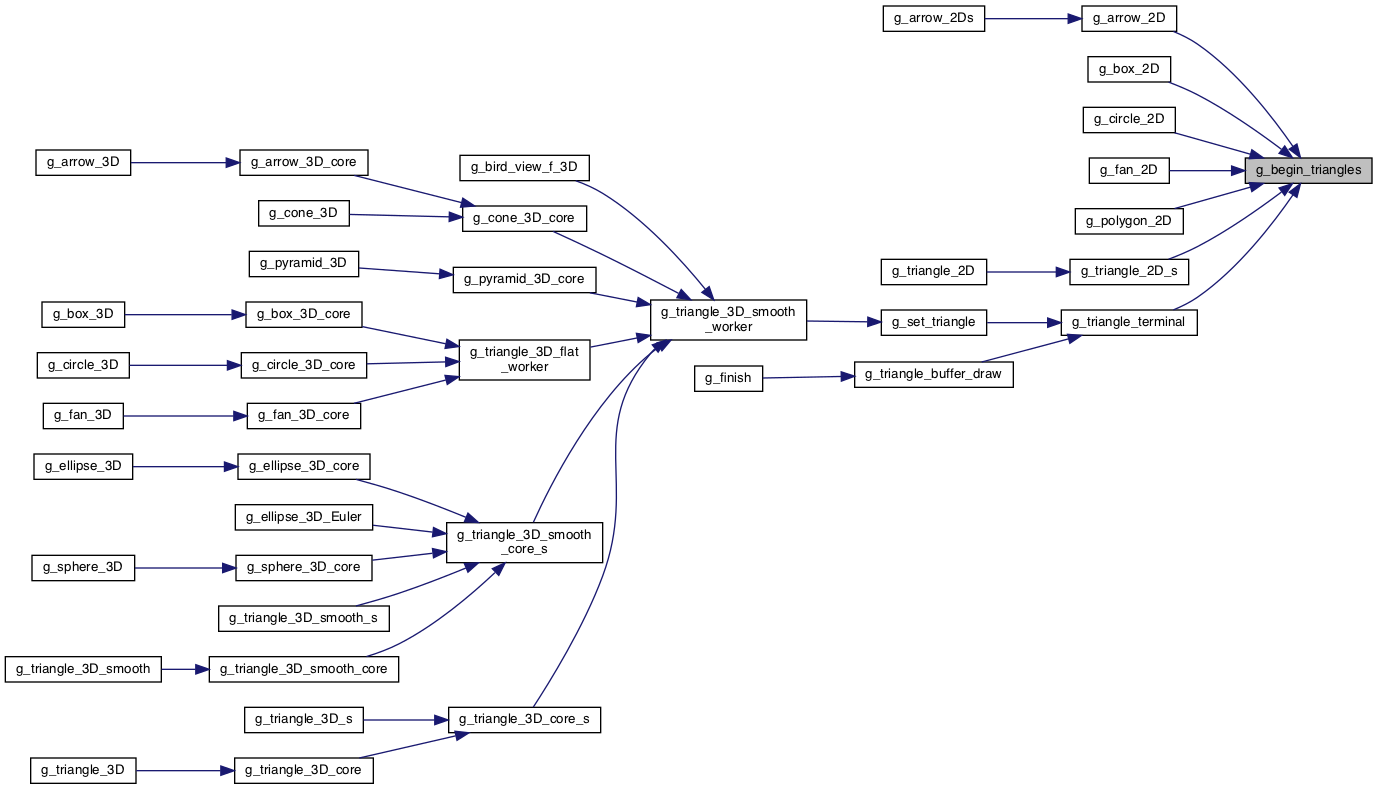 g_arrow_2Ds
g_arrow_2D
g_box_2D
g_circle_2D
g_fan_2D
g_begin_triangles
g_polygon_2D
g_triangle_2D
g_triangle_2D_s
g_set_triangle
g_triangle_terminal
g_finish
g_triangle_buffer_draw
g_triangle_3D_smooth
_worker
g_bird_view_f_3D
g_arrow_3D
g_arrow_3D_core
g_cone_3D
g_cone_3D_core
g_pyramid_3D
g_pyramid_3D_core
g_box_3D
g_box_3D_core
g_triangle_3D_flat
_worker
g_circle_3D
g_circle_3D_core
g_fan_3D
g_fan_3D_core
g_ellipse_3D
g_ellipse_3D_core
g_ellipse_3D_Euler
g_triangle_3D_smooth
_core_s
g_sphere_3D
g_sphere_3D_core
g_triangle_3D_smooth_s
g_triangle_3D_smooth
g_triangle_3D_smooth_core
g_triangle_3D_s
g_triangle_3D_core_s
g_triangle_3D
g_triangle_3D_core